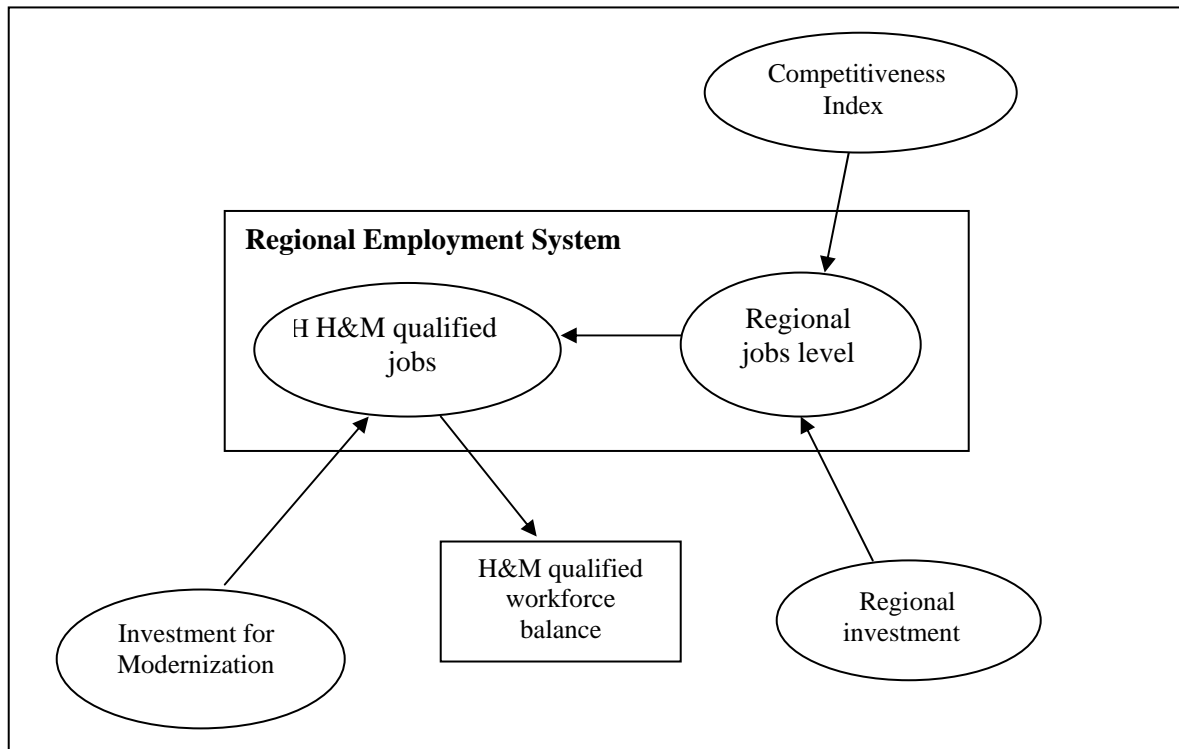 Competitiveness
Index
Regional Employment System
H H&M qualified
jobs
Regional
jobs level
H&M qualified
workforce
balance
Regional
investment
Investment for
Modernization